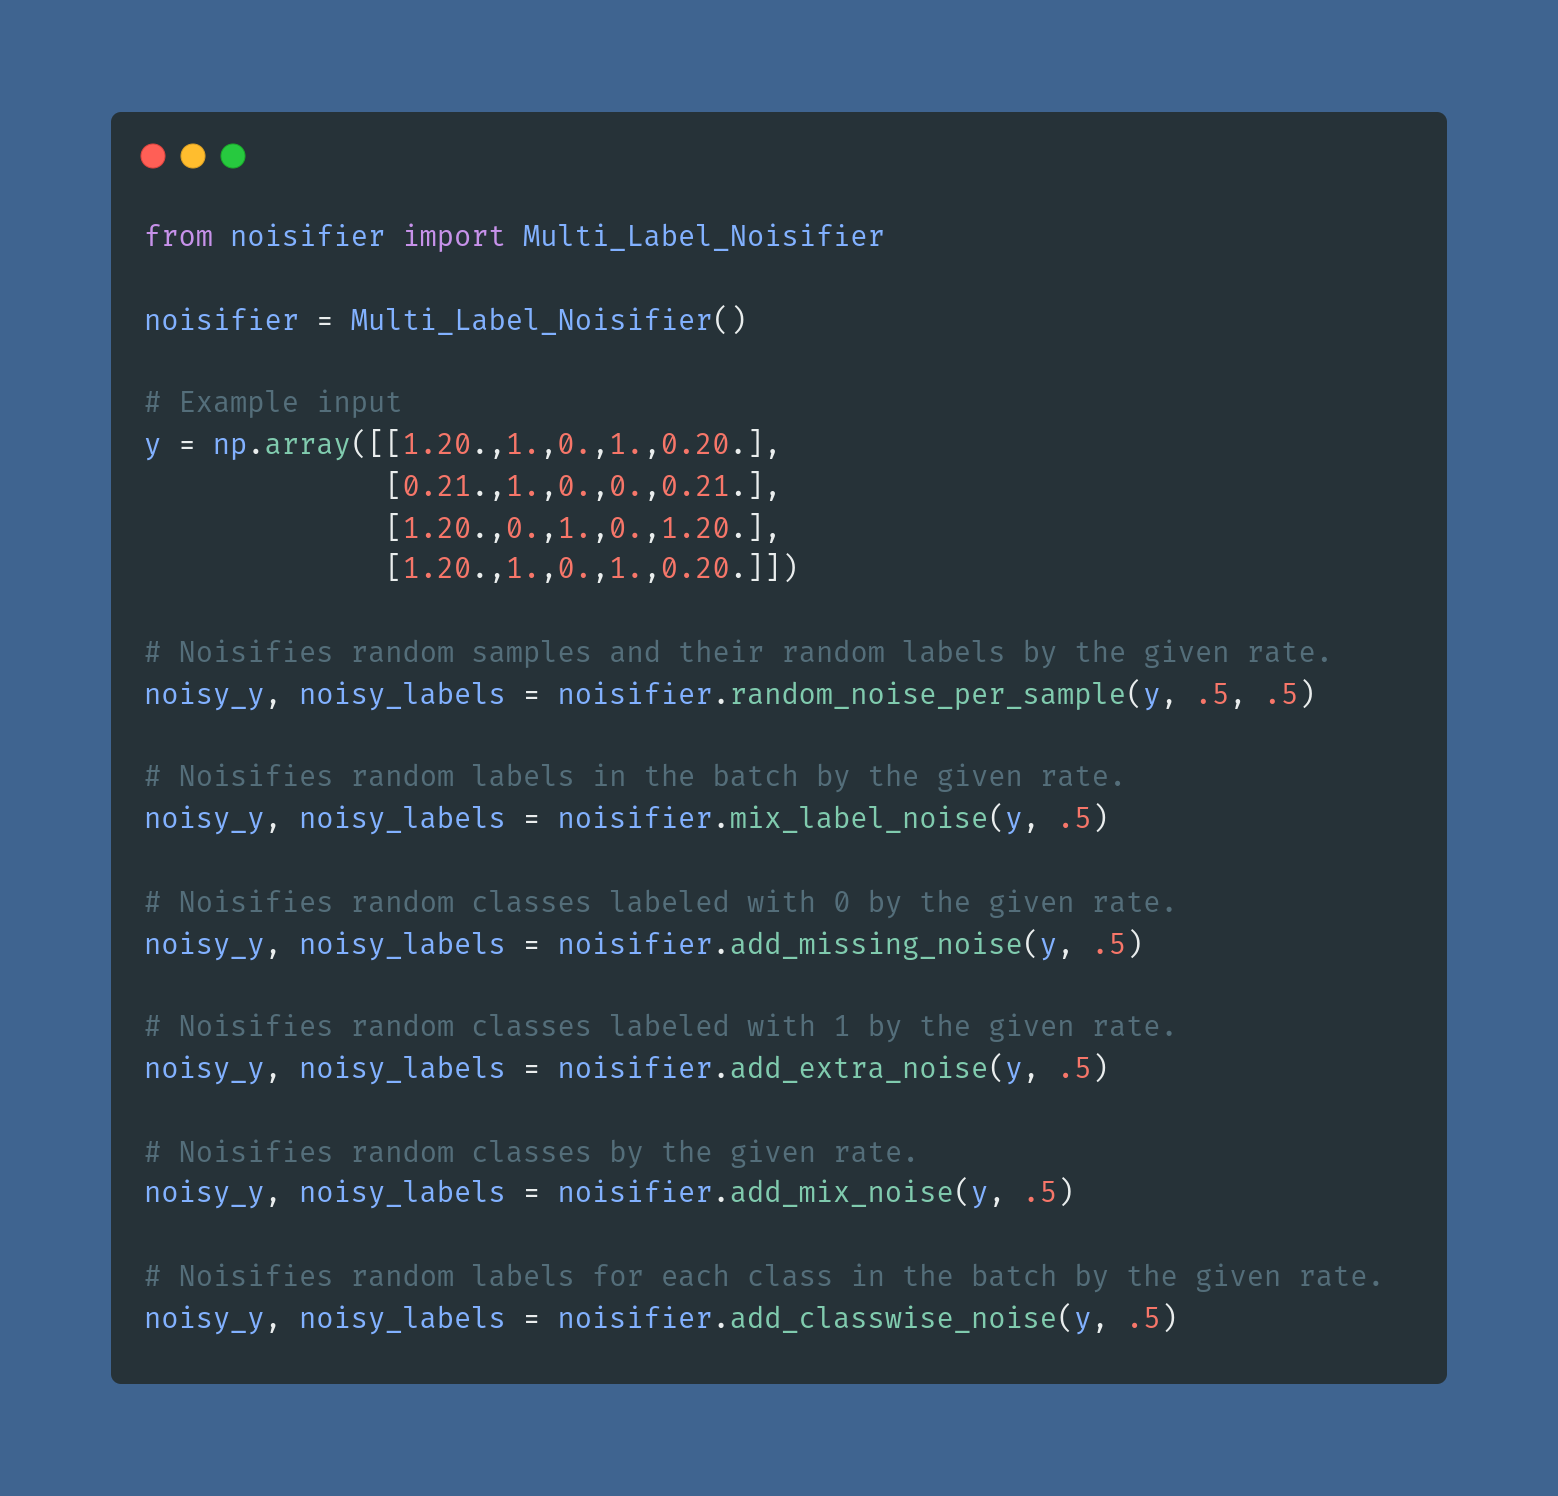 from noisifier import Multi_Label_Noisifier
noisifier = Multi_Label_Noisifier()
# Example input
y = np.array([[1.20.,1.,0.,1.,0.20.],
[0.21.,1.,0.,0.,0.21.],
[1.20.,0.,1.,0.,1.20.],
[1.20.,1.,0.,1.,0.20.]])
# Noisifies random samples and their random labels by the given rate.
noisy_y, noisy_labels = noisifier.random_noise_per_sample(y, .5, .5)
# Noisifies random labels in the batch by the given rate.
noisy_y, noisy_labels = noisifier.mix_label_noise(y, .5)
# Noisifies random classes labeled with 0 by the given rate.
noisy_y, noisy_labels = noisifier.add_missing_noise(y, .5)
# Noisifies random classes labeled with 1 by the given rate.
noisy_y, noisy_labels = noisifier.add_extra_noise(y, .5)
# Noisifies random classes by the given rate.
noisy_y, noisy_labels = noisifier.add_mix_noise(y, .5)
# Noisifies random labels for each class in the batch by the given rate.
noisy_y, noisy_labels = noisifier.add_classwise_noise(y, .5)